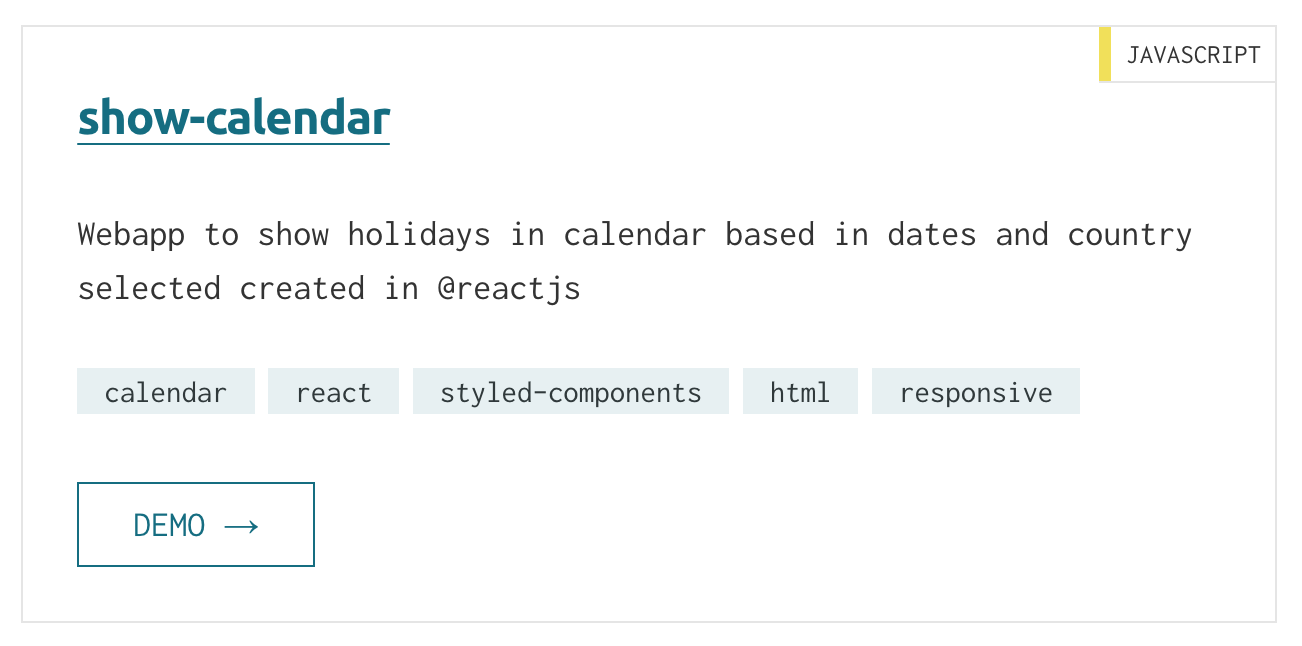 JAVASCRIPT
show-calendar
Webapp to show holidays in calendar based in dates and country
selected created in @reactjs
calendar react styled-components html responsive
DEMO →